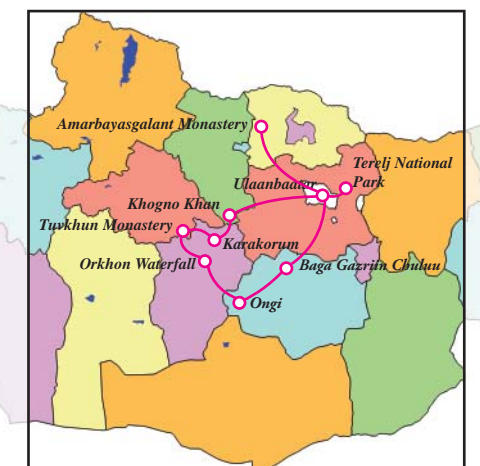 Amarbayasgalant Monastery
Terelj National
Park
Ulaanbaatar
Khogno Khan
Tuvkhun Monastery
Karakorum
Orkhon Waterfall
Baga Gazriin Chuluu
Ongi